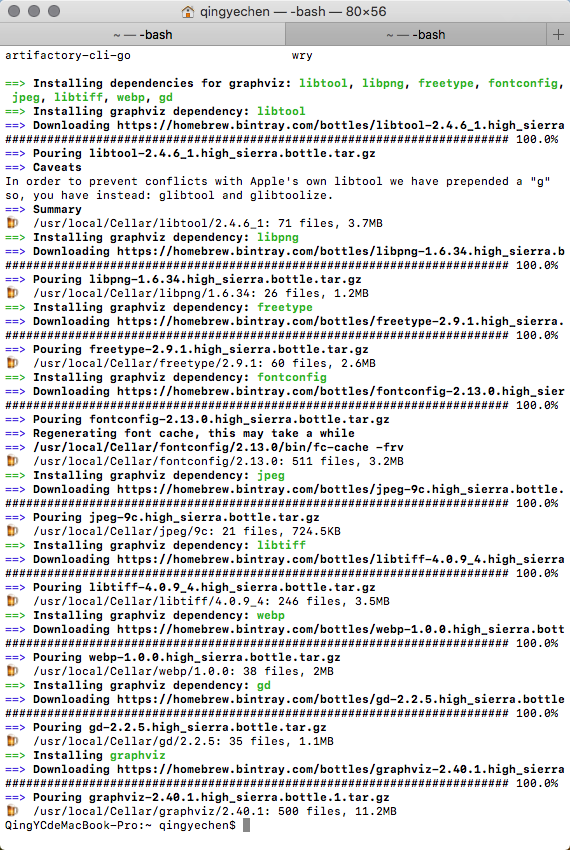 qingyechen — -bash — 80×56
~ — -bash ~ — -bash +
artifactory-cli-go wry
==> Installing dependencies for graphviz: libtool, libpng, freetype, fontconfig,
jpeg, libtiff, webp, gd
==> Installing graphviz dependency: libtool
==> Downloading https://homebrew.bintray.com/bottles/libtool-2.4.6_1.high_sierra
######################################################################## 100.0%
==> Pouring libtool-2.4.6_1.high_sierra.bottle.tar.gz
==> Caveats
In order to prevent conflicts with Apple's own libtool we have prepended a "g"
so, you have instead: glibtool and glibtoolize.
==> Summary
🍺  /usr/local/Cellar/libtool/2.4.6_1: 71 files, 3.7MB
==> Installing graphviz dependency: libpng
==> Downloading https://homebrew.bintray.com/bottles/libpng-1.6.34.high_sierra.b
######################################################################## 100.0%
==> Pouring libpng-1.6.34.high_sierra.bottle.tar.gz
🍺  /usr/local/Cellar/libpng/1.6.34: 26 files, 1.2MB
==> Installing graphviz dependency: freetype
==> Downloading https://homebrew.bintray.com/bottles/freetype-2.9.1.high_sierra.
######################################################################## 100.0%
==> Pouring freetype-2.9.1.high_sierra.bottle.tar.gz
🍺  /usr/local/Cellar/freetype/2.9.1: 60 files, 2.6MB
==> Installing graphviz dependency: fontconfig
==> Downloading https://homebrew.bintray.com/bottles/fontconfig-2.13.0.high_sier
######################################################################## 100.0%
==> Pouring fontconfig-2.13.0.high_sierra.bottle.tar.gz
==> Regenerating font cache, this may take a while
==> /usr/local/Cellar/fontconfig/2.13.0/bin/fc-cache -frv
🍺  /usr/local/Cellar/fontconfig/2.13.0: 511 files, 3.2MB
==> Installing graphviz dependency: jpeg
==> Downloading https://homebrew.bintray.com/bottles/jpeg-9c.high_sierra.bottle.
######################################################################## 100.0%
==> Pouring jpeg-9c.high_sierra.bottle.tar.gz
🍺  /usr/local/Cellar/jpeg/9c: 21 files, 724.5KB
==> Installing graphviz dependency: libtiff
==> Downloading https://homebrew.bintray.com/bottles/libtiff-4.0.9_4.high_sierra
######################################################################## 100.0%
==> Pouring libtiff-4.0.9_4.high_sierra.bottle.tar.gz
🍺  /usr/local/Cellar/libtiff/4.0.9_4: 246 files, 3.5MB
==> Installing graphviz dependency: webp
==> Downloading https://homebrew.bintray.com/bottles/webp-1.0.0.high_sierra.bott
######################################################################## 100.0%
==> Pouring webp-1.0.0.high_sierra.bottle.tar.gz
🍺  /usr/local/Cellar/webp/1.0.0: 38 files, 2MB
==> Installing graphviz dependency: gd
==> Downloading https://homebrew.bintray.com/bottles/gd-2.2.5.high_sierra.bottle
######################################################################## 100.0%
==> Pouring gd-2.2.5.high_sierra.bottle.tar.gz
🍺  /usr/local/Cellar/gd/2.2.5: 35 files, 1.1MB
==> Installing graphviz
==> Downloading https://homebrew.bintray.com/bottles/graphviz-2.40.1.high_sierra
######################################################################## 100.0%
==> Pouring graphviz-2.40.1.high_sierra.bottle.1.tar.gz
🍺  /usr/local/Cellar/graphviz/2.40.1: 500 files, 11.2MB
QingYCdeMacBook-Pro:~ qingyechen$